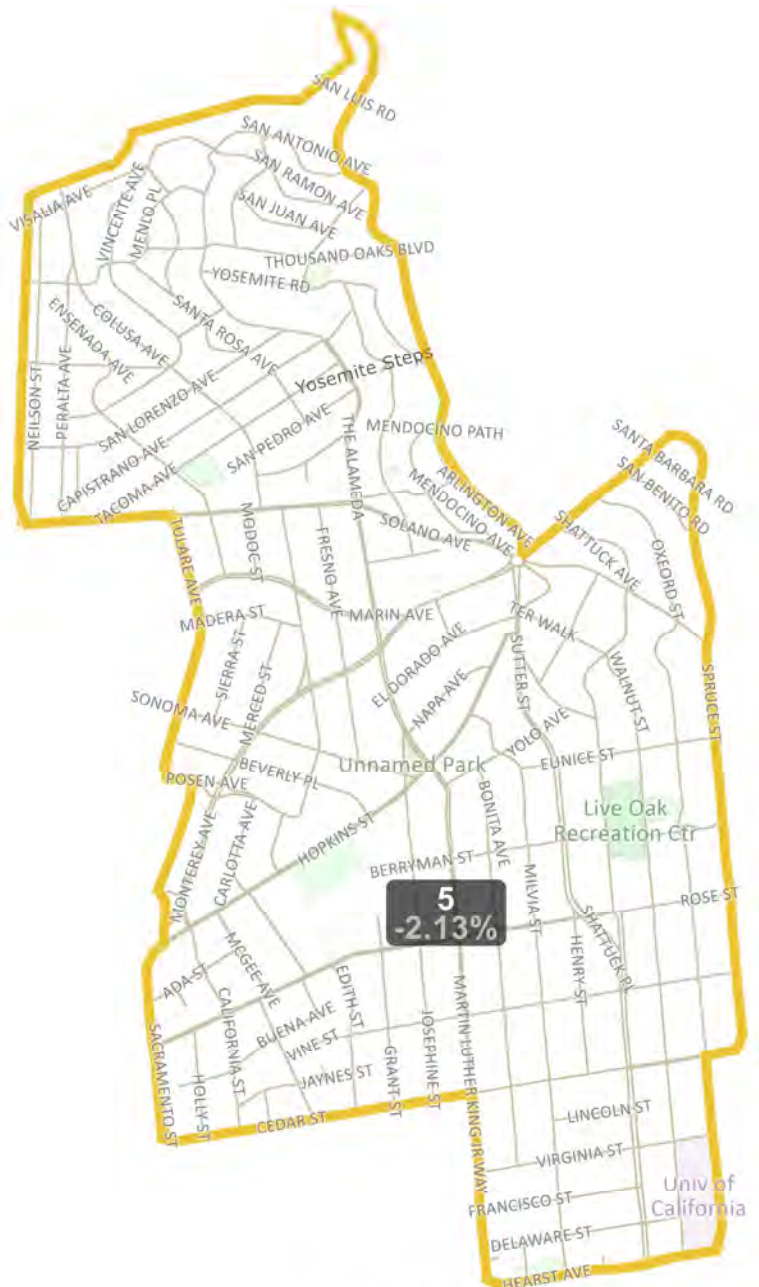 SAN LUIS RD
SAN ANTONIO AVE
SAN RAMON AVE
VISALIA AVE
VINCENTE AVE
MENLO PL
SAN JUAN AVE
THOUSAND OAKS BLVD
YOSEMITE RD
ENSENADA AVE
COLUSA AVE
SANTA ROSA AVE
NEILSON ST
PERALTA AVE
Yosemite Steps
SAN LORENZO AVE
SAN PEDRO AVE
THE ALAMEDA
MENDOCINO PATH
CAPISTRANO AVE
TACOMA AVE
ARLINGTON AVE
MENDOCINO AVE
SANTA BARBARA RD
SAN BENITO RD
TULARE AVE
MODOC ST
FRESNO AVE
SOLANO AVE
SHATTUCK AVE
OXFORD ST
MADERA ST
MARIN AVE
TER WALK
SIERRA ST
MERCED ST
EL DORADO AVE
NAPA AVE
SUTTER ST
WALNUT ST
SPRUCE ST
SONOMA AVE
YOLO AVE
POSEN AVE
BEVERLY PL
Unnamed Park
EUNICE ST
MONTEREY AVE
CARLOTTA AVE
HOPKINS ST
BONITA AVE
Live Oak
Recreation Ctr
BERRYMAN ST
MILVIA ST
5
-2.13%
ROSE ST
ADA ST
MCGEE AVE
EDITH ST
HENRY ST
SHATTUCK PL
SACRAMENTO ST
CALIFORNIA ST
BUENA AVE
VINE ST
JOSEPHINE ST
MARTIN LUTHER KING JR WAY
HOLLY ST
JAYNES ST
GRANT ST
CEDAR ST
LINCOLN ST
VIRGINIA ST
Univ of
California
FRANCISCO ST
DELAWARE ST
HEARST AVE